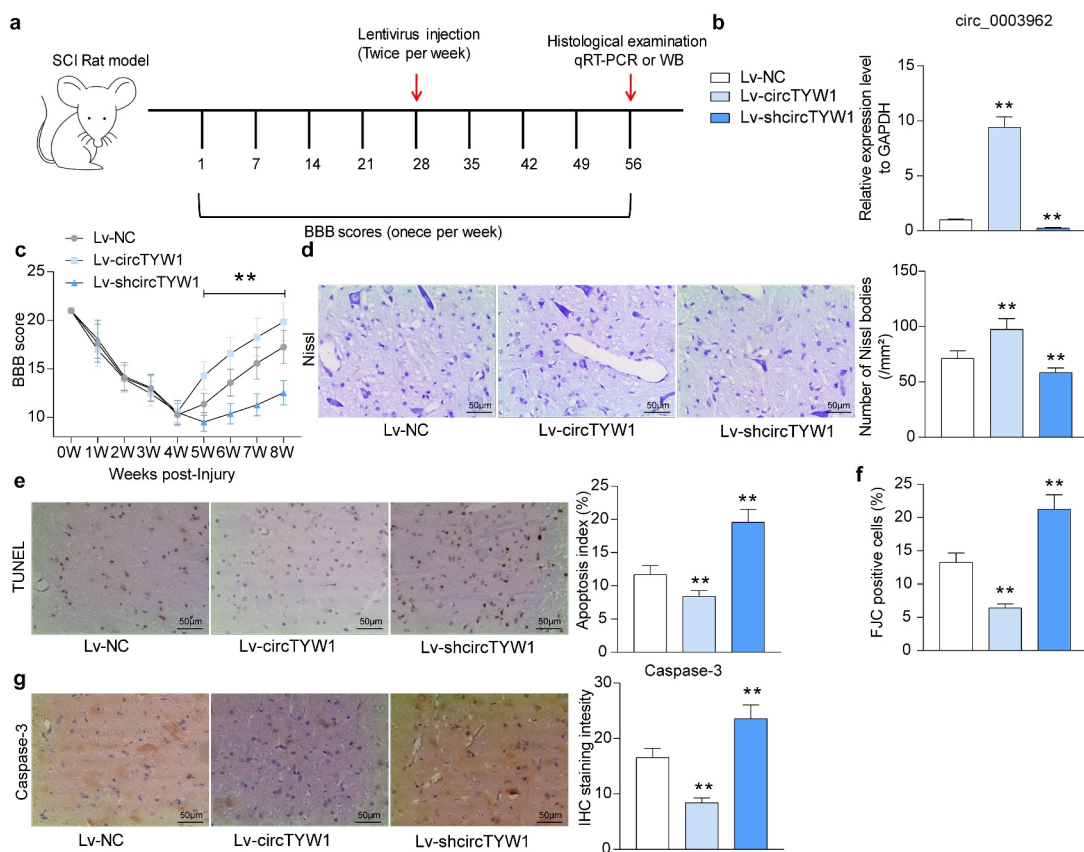 a
SCI Rat model
Lentivirus injection
(Twice per week)
Histological examination
qRT-PCR or WB
1 7 14 21 28 35 42 49 56
BBB scores (onece per week)
b
circ_0003962
Lv-NC
Lv-circTYW1
Lv-shcircTYW1
Relative expression level
to GAPDH
15
10
5
0
**
**
c
Lv-NC
Lv-circTYW1
Lv-shcircTYW1
BBB score
25
20
15
10
**
0W 1W 2W 3W 4W 5W 6W 7W 8W
Weeks post-Injury
d
Nissl
50μm
50μm
50μm
Lv-NC
Lv-circTYW1
Lv-shcircTYW1
Number of Nissl bodies
(/mm²)
150
100
50
0
**
**
e
TUNEL
50μm
50μm
50μm
Lv-NC
Lv-circTYW1
Lv-shcircTYW1
Apoptosis index (%)
25
20
15
10
5
0
**
**
f
FJC positive cells (%)
25
20
15
10
5
0
**
**
g
Caspase-3
50μm
50μm
50μm
Lv-NC
Lv-circTYW1
Lv-shcircTYW1
Caspase-3
IHC staining intesity
30
20
10
0
**
**